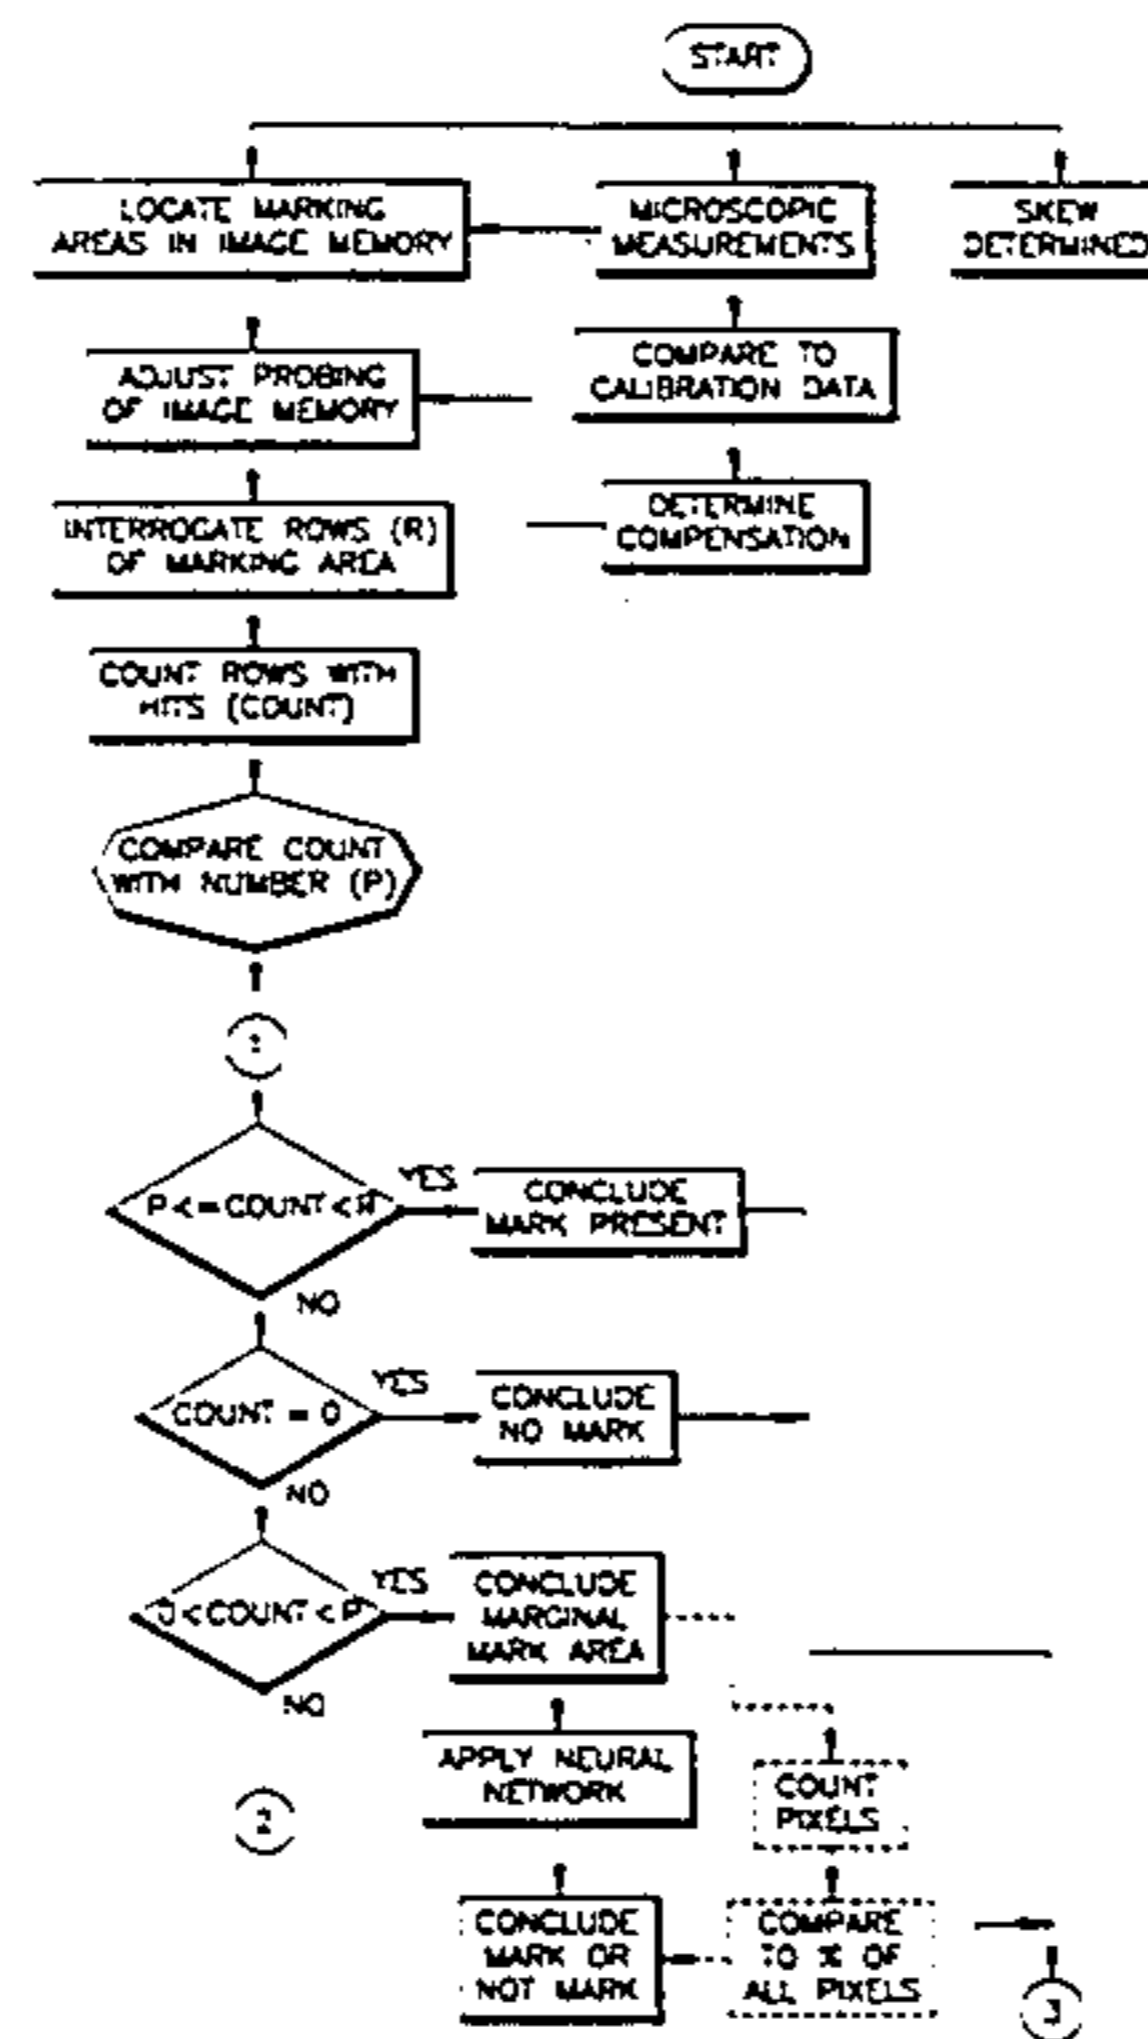 START
LOCATE MARKING
AREAS IN IMAGE MEMORY
MICROSCOPIC
MEASUREMENTS
SKEW
DETERMINED
ADJUST PROBING
OF IMAGE MEMORY
COMPARE TO
CALIBRATION DATA
INTERROGATE ROWS (R)
OF MARKING AREA
DETERMINE
COMPENSATION
COUNT ROWS WITH
HITS (COUNT)
COMPARE COUNT
WITH NUMBER (P)
1
P<=COUNT<R
YES
CONCLUDE
MARK PRESENT
NO
COUNT = 0
YES
CONCLUDE
NO MARK
NO
0<COUNT<P
YES
CONCLUDE
MARGINAL
MARK AREA
NO
APPLY NEURAL
NETWORK
2
COUNT
PIXELS
CONCLUDE
MARK OR
NOT MARK
COMPARE
TO % OF
ALL PIXELS
3